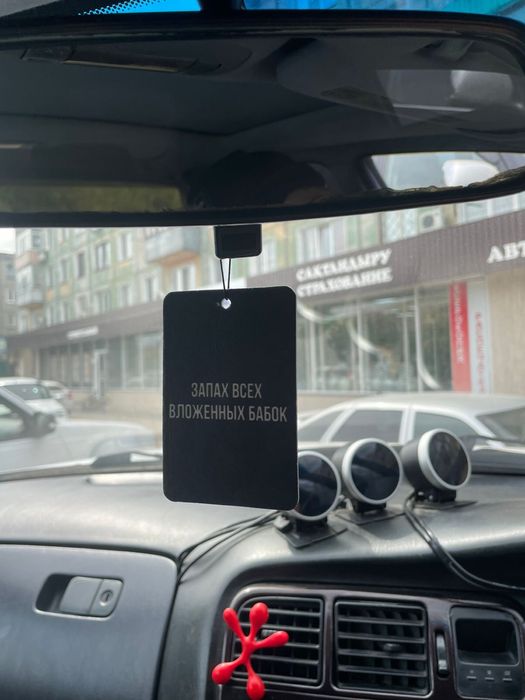 САҚТАНДЫРУ
СТРАХОВАНИЕ
АВТ
ЗАПАХ ВСЕХ
ВЛОЖЕННЫХ БАБОК